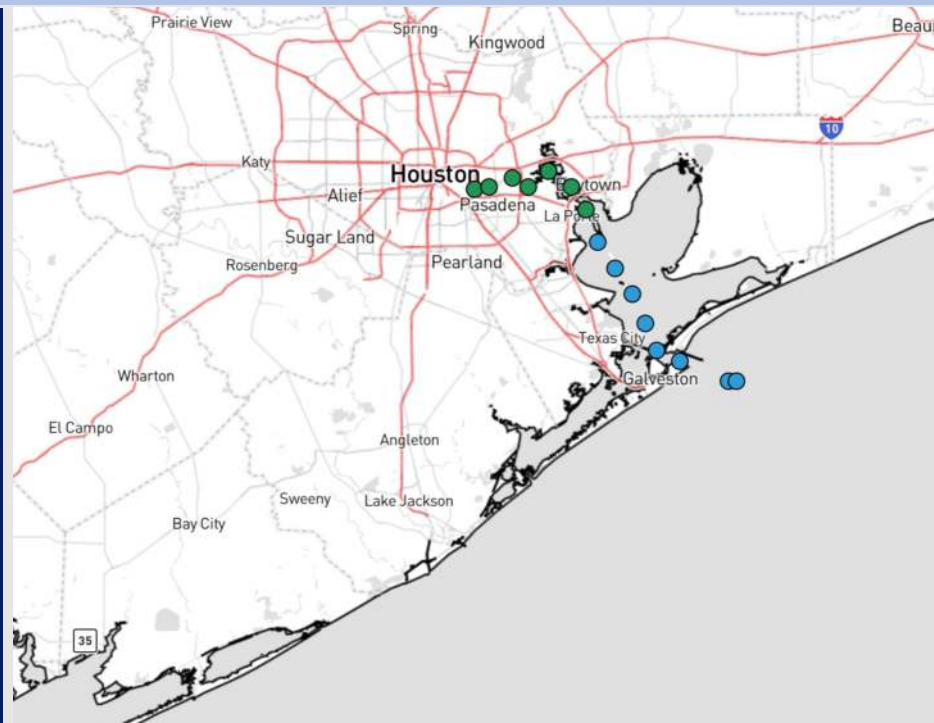 Prairie View
Spring
Beau
Kingwood
10
Katy
Houston
Baytown
Alief
Pasadena
La Porte
Sugar Land
Pearland
Rosenberg
Texas City
Wharton
Galveston
El Campo
Angleton
Sweeny
Lake Jackson
Bay City
35